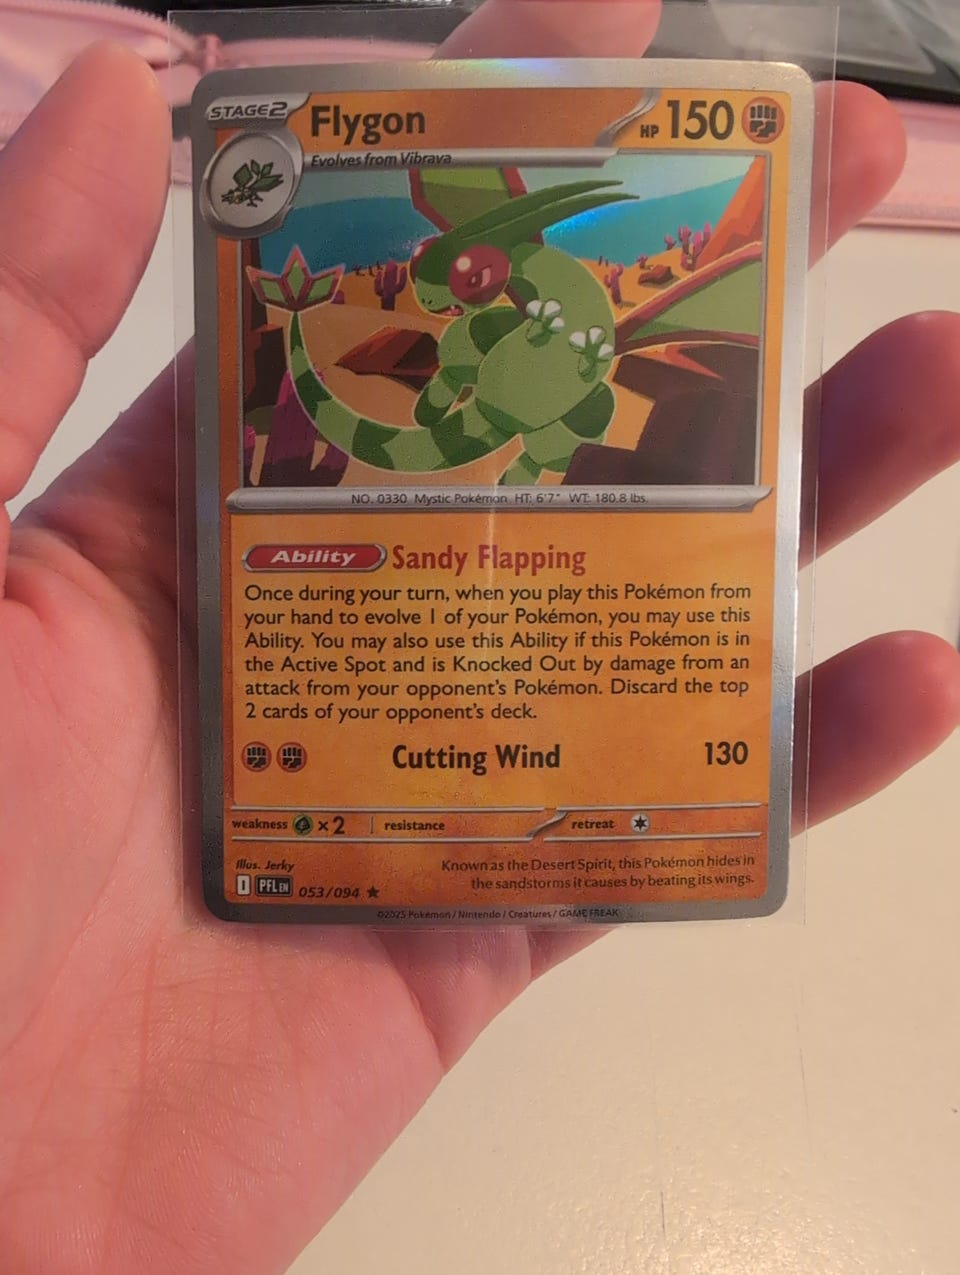 STAGE2 Flygon HP 150
Evolves from Vibrava
NO. 0330 Mystic Pokémon HT: 6'7" WT: 180.8 lbs.
Ability Sandy Flapping
Once during your turn, when you play this Pokémon from
your hand to evolve 1 of your Pokémon, you may use this
Ability. You may also use this Ability if this Pokémon is in
the Active Spot and is Knocked Out by damage from an
attack from your opponent's Pokémon. Discard the top
2 cards of your opponent's deck.
Cutting Wind 130
weakness ×2 resistance retreat
Illus. Jerky
Known as the Desert Spirit, this Pokémon hides in
the sandstorms it causes by beating its wings.
I PFL EN 053/094 ★
©2025 Pokémon / Nintendo / Creatures / GAME FREAK